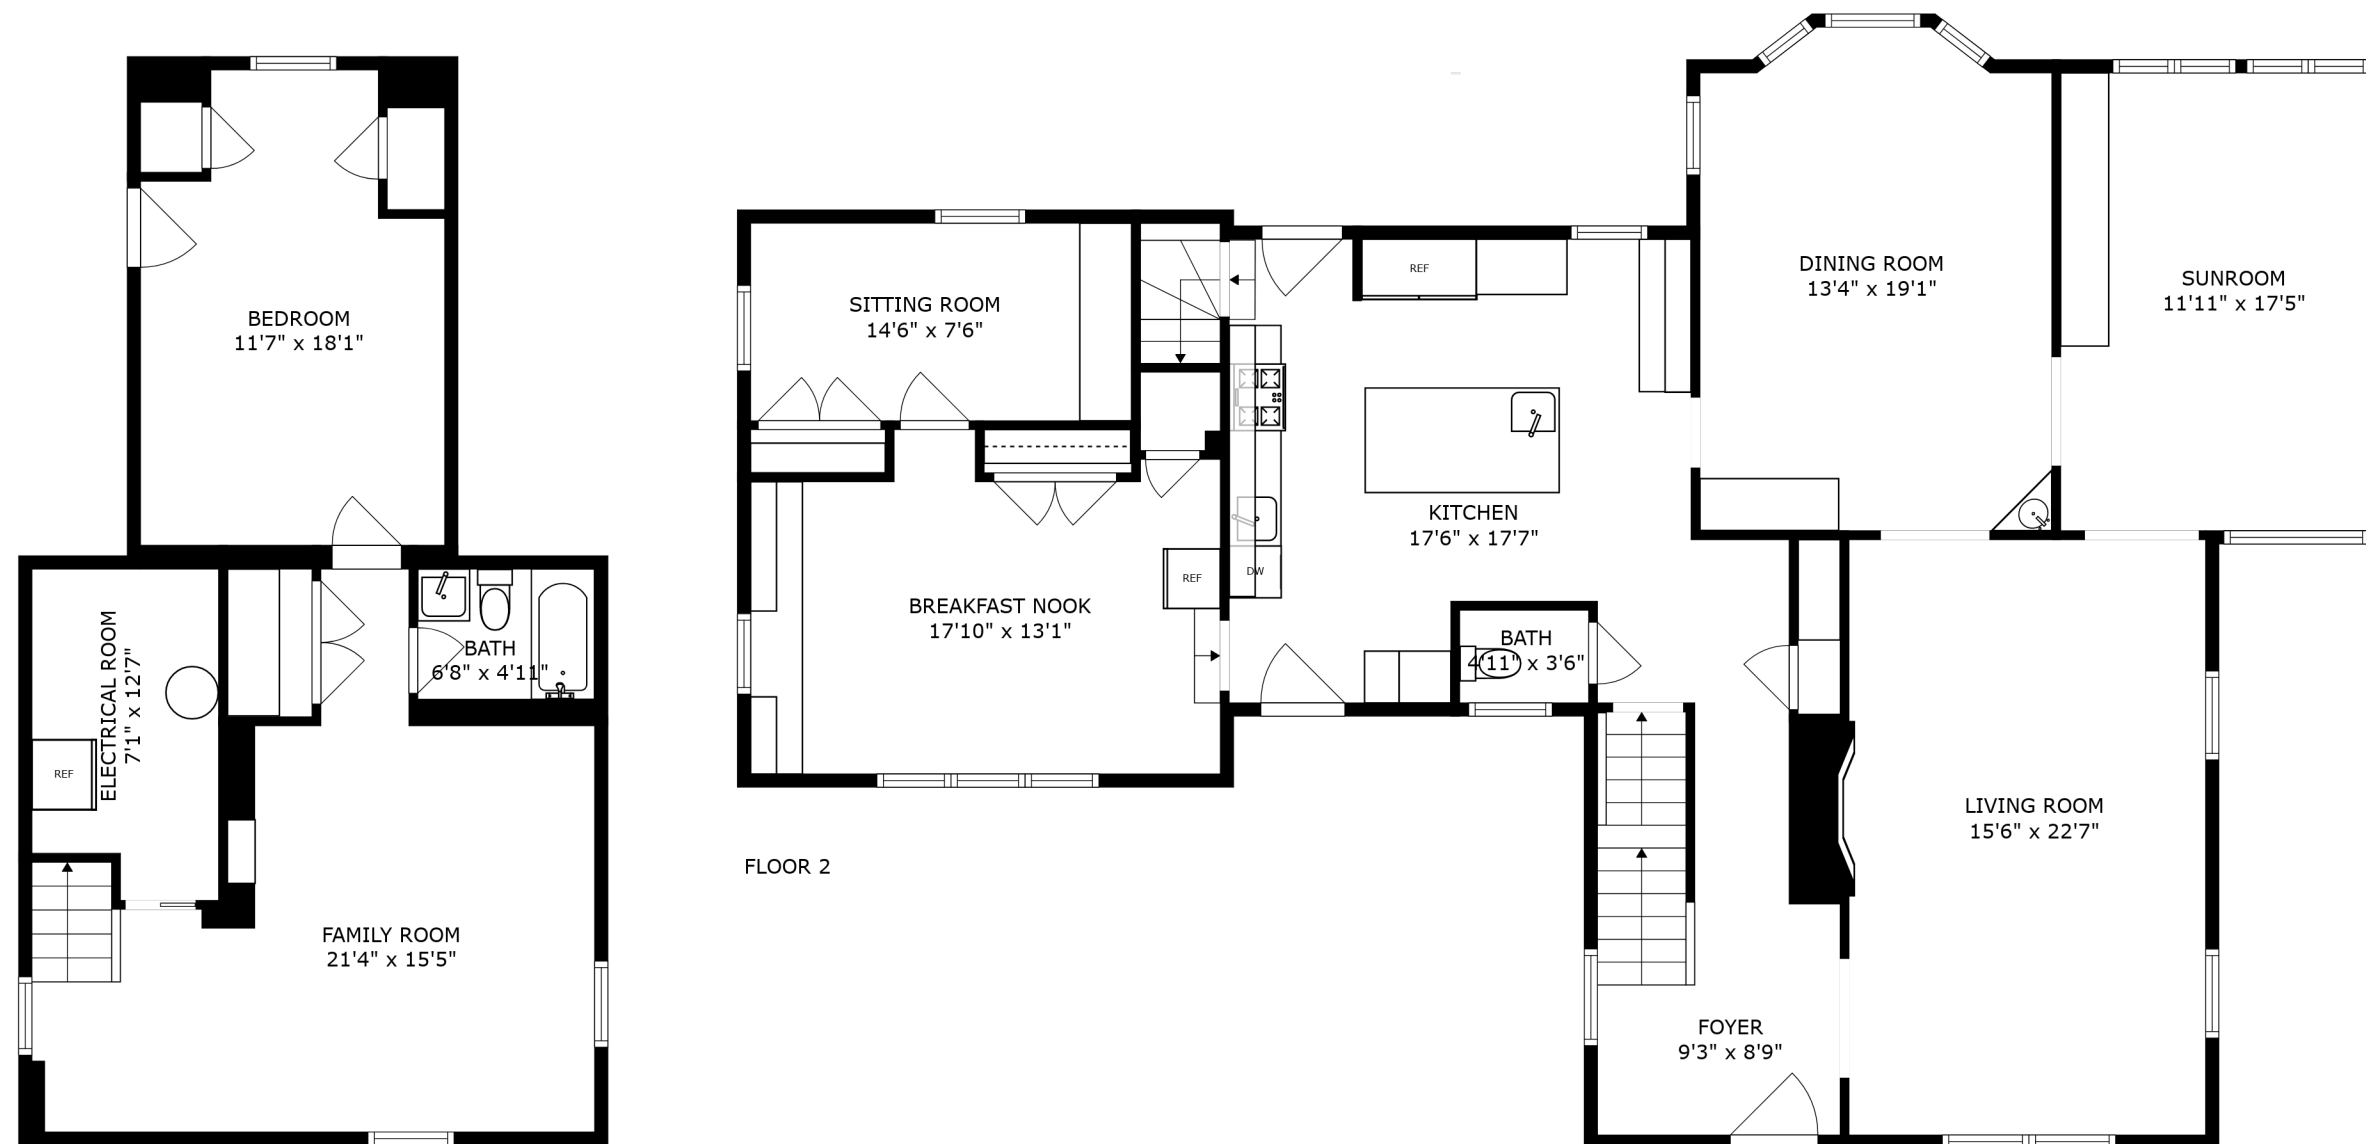 BEDROOM
11'7" x 18'1"
ELECTRICAL ROOM
7'1" x 12'7"
REF
BATH
6'8" x 4'11"
FAMILY ROOM
21'4" x 15'5"
SITTING ROOM
14'6" x 7'6"
BREAKFAST NOOK
17'10" x 13'1"
REF
DW
REF
KITCHEN
17'6" x 17'7"
BATH
4'11" x 3'6"
DINING ROOM
13'4" x 19'1"
SUNROOM
11'11" x 17'5"
LIVING ROOM
15'6" x 22'7"
FOYER
9'3" x 8'9"
FLOOR 2